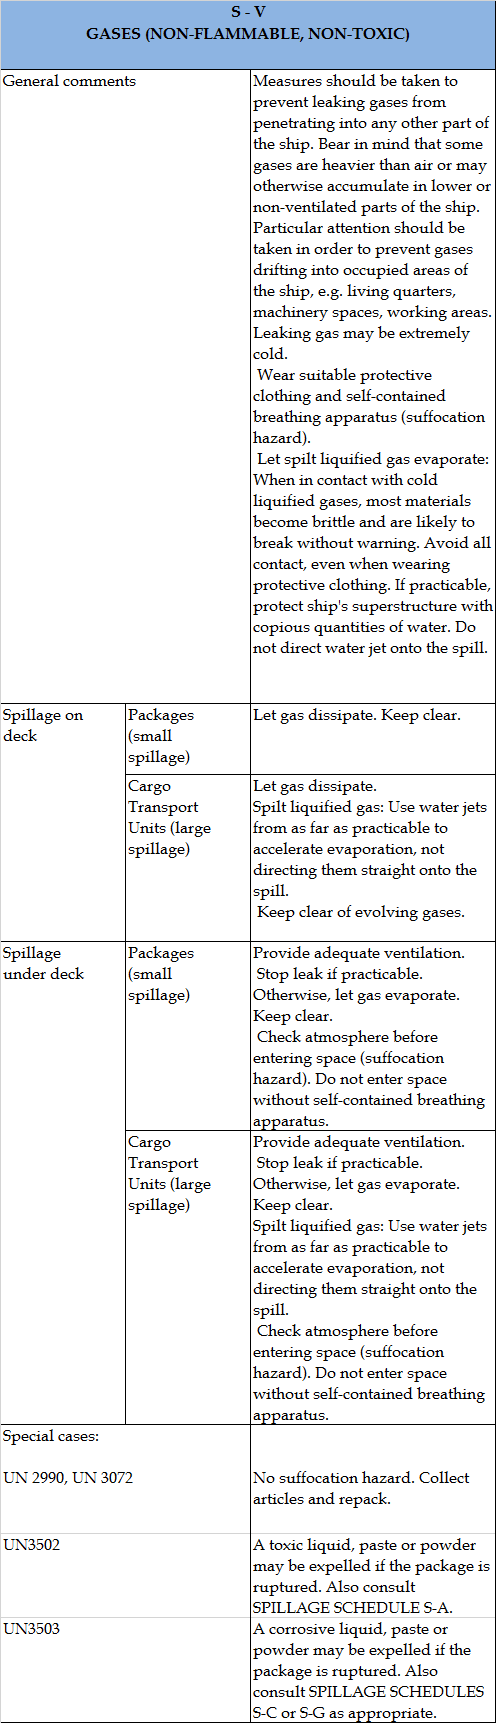 S - V
GASES (NON-FLAMMABLE, NON-TOXIC)
General comments
Measures should be taken to
prevent leaking gases from
penetrating into any other part of
the ship. Bear in mind that some
gases are heavier than air or may
otherwise accumulate in lower or
non-ventilated parts of the ship.
Particular attention should be
taken in order to prevent gases
drifting into occupied areas of
the ship, e.g. living quarters,
machinery spaces, working areas.
Leaking gas may be extremely
cold.
Wear suitable protective
clothing and self-contained
breathing apparatus (suffocation
hazard).
Let spilt liquified gas evaporate:
When in contact with cold
liquified gases, most materials
become brittle and are likely to
break without warning. Avoid all
contact, even when wearing
protective clothing. If practicable,
protect ship's superstructure with
copious quantities of water. Do
not direct water jet onto the spill.
Spillage on
deck
Packages
(small
spillage)
Let gas dissipate. Keep clear.
Cargo
Transport
Units (large
spillage)
Let gas dissipate.
Spilt liquified gas: Use water jets
from as far as practicable to
accelerate evaporation, not
directing them straight onto the
spill.
Keep clear of evolving gases.
Spillage
under deck
Packages
(small
spillage)
Provide adequate ventilation.
Stop leak if practicable.
Otherwise, let gas evaporate.
Keep clear.
Check atmosphere before
entering space (suffocation
hazard). Do not enter space
without self-contained breathing
apparatus.
Cargo
Transport
Units (large
spillage)
Provide adequate ventilation.
Stop leak if practicable.
Otherwise, let gas evaporate.
Keep clear.
Spilt liquified gas: Use water jets
from as far as practicable to
accelerate evaporation, not
directing them straight onto the
spill.
Check atmosphere before
entering space (suffocation
hazard). Do not enter space
without self-contained breathing
apparatus.
Special cases:
UN 2990, UN 3072
No suffocation hazard. Collect
articles and repack.
UN3502
A toxic liquid, paste or powder
may be expelled if the package is
ruptured. Also consult
SPILLAGE SCHEDULE S-A.
UN3503
A corrosive liquid, paste or
powder may be expelled if the
package is ruptured. Also
consult SPILLAGE SCHEDULES
S-C or S-G as appropriate.